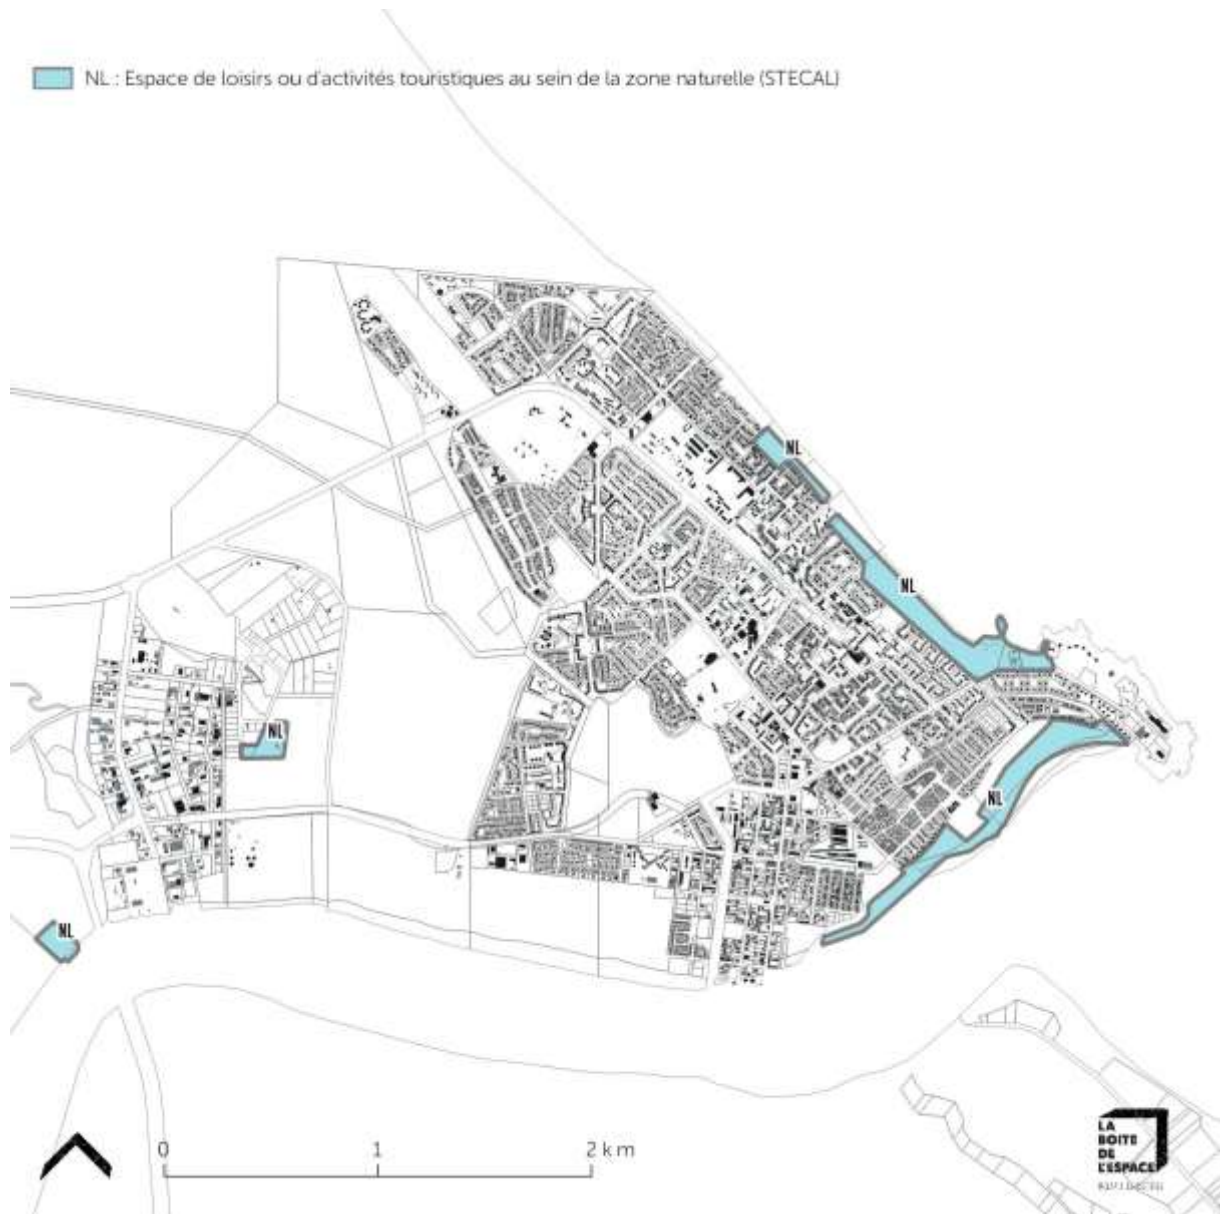 NL : Espace de loisirs ou d'activités touristiques au sein de la zone naturelle (STECAL)
NL
NL
NL
NL
NL
0 1 2 km
LA
BOITE
DE
L'ESPACE